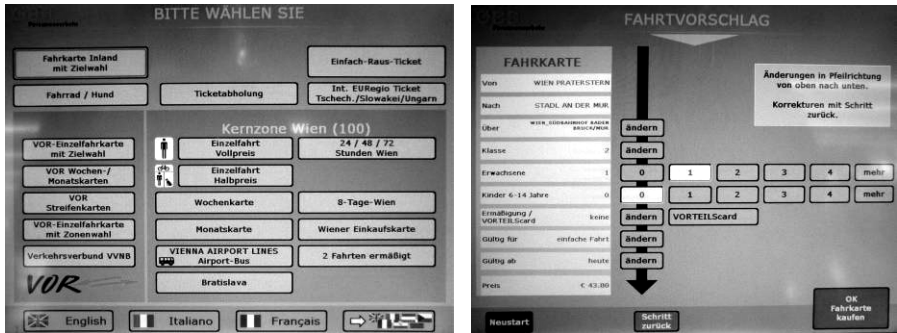 BITTE WÄHLEN SIE
Fahrkarte Inland
mit Zielwahl
Einfach-Raus-Ticket
Fahrrad / Hund
Ticketabholung
Int. EURegio Ticket
Tschech./Slowakei/Ungarn
Kernzone Wien (100)
VOR-Einzelfahrkarte
mit Zielwahl
Einzelfahrt
Vollpreis
24 / 48 / 72
Stunden Wien
VOR Wochen-/
Monatskarten
Einzelfahrt
Halbpreis
VOR
Streifenkarten
Wochenkarte
8-Tage-Wien
VOR-Einzelfahrkarte
mit Zonenwahl
Monatskarte
Wiener Einkaufskarte
Verkehrsverbund VVNB
VIENNA AIRPORT LINES
Airport-Bus
2 Fahrten ermäßigt
Bratislava
VOR
English
Italiano
Français
FAHRTVORSCHLAG
FAHRKARTE
Änderungen in Pfeilrichtung
von oben nach unten.
Korrekturen mit Schritt
zurück.
Von WIEN PRATERSTERN
Nach STADL AN DER MUR
Über WIEN_SÜDBAHNHOF BADEN
BRUCK/MUR ändern
Klasse 2 ändern
Erwachsene 1 0 1 2 3 4 mehr
Kinder 6-14 Jahre 0 0 1 2 3 4 mehr
Ermäßigung /
VORTEILScard keine ändern VORTEILScard
Gültig für einfache Fahrt ändern
Gültig ab heute ändern
Preis € 43.80
Neustart
Schritt
zurück
OK
Fahrkarte
kaufen